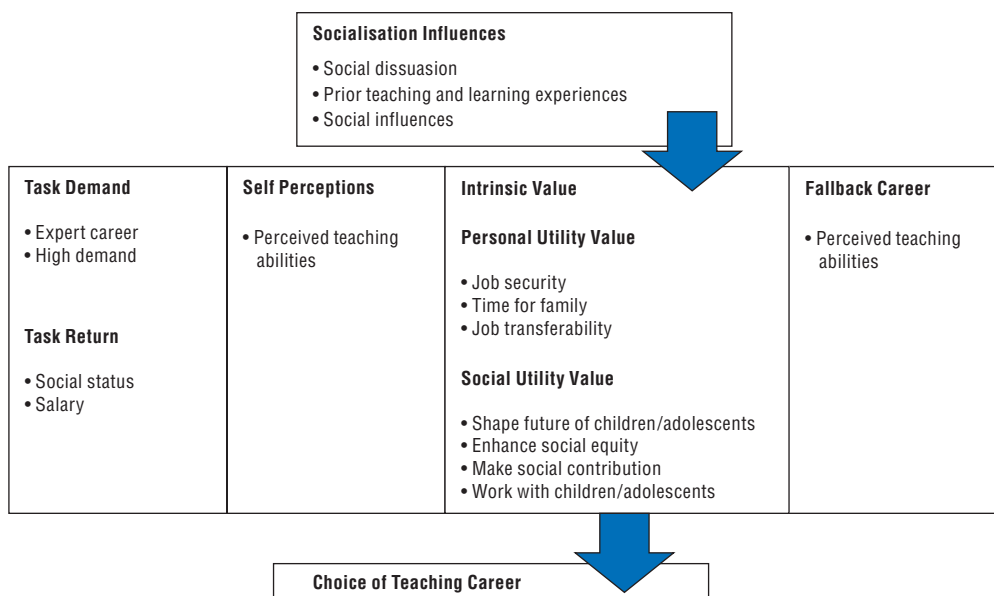 Socialisation Influences
• Social dissuasion
• Prior teaching and learning experiences
• Social influences
Task Demand
• Expert career
• High demand
Task Return
• Social status
• Salary
Self Perceptions
• Perceived teaching
abilities
Intrinsic Value
Personal Utility Value
• Job security
• Time for family
• Job transferability
Social Utility Value
• Shape future of children/adolescents
• Enhance social equity
• Make social contribution
• Work with children/adolescents
Fallback Career
• Perceived teaching
abilities
Choice of Teaching Career